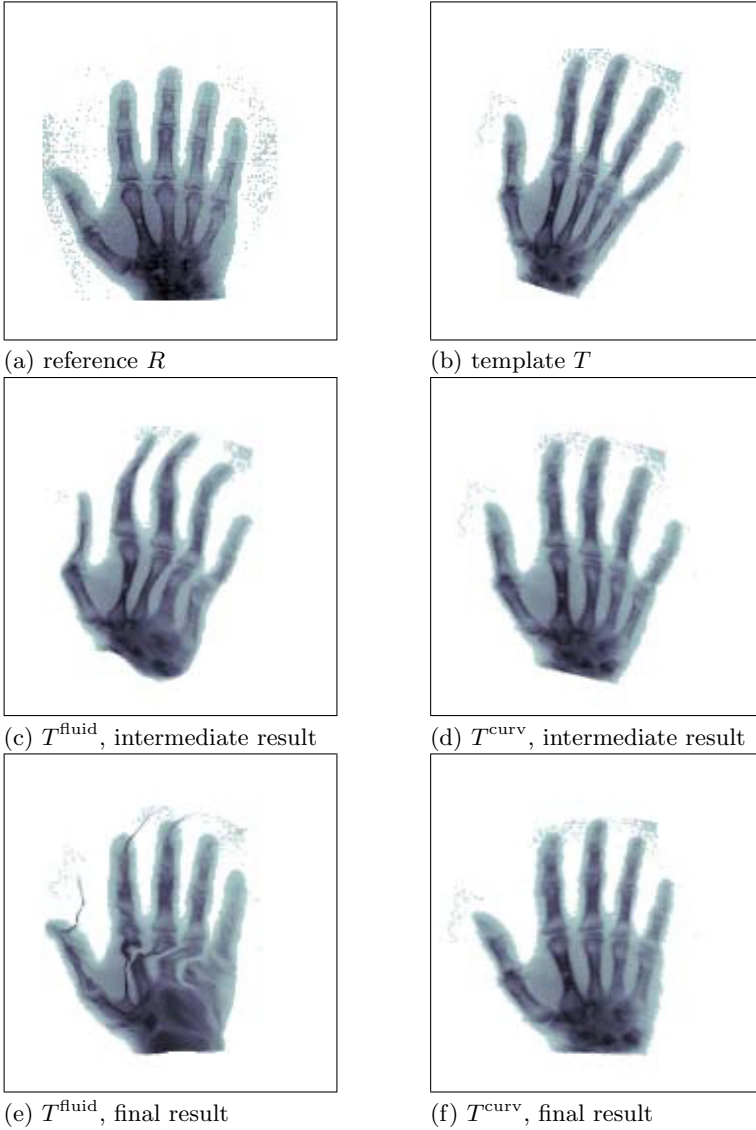 (a) reference R
(b) template T
(c) T^fluid, intermediate result
(d) T^curv, intermediate result
(e) T^fluid, final result
(f) T^curv, final result